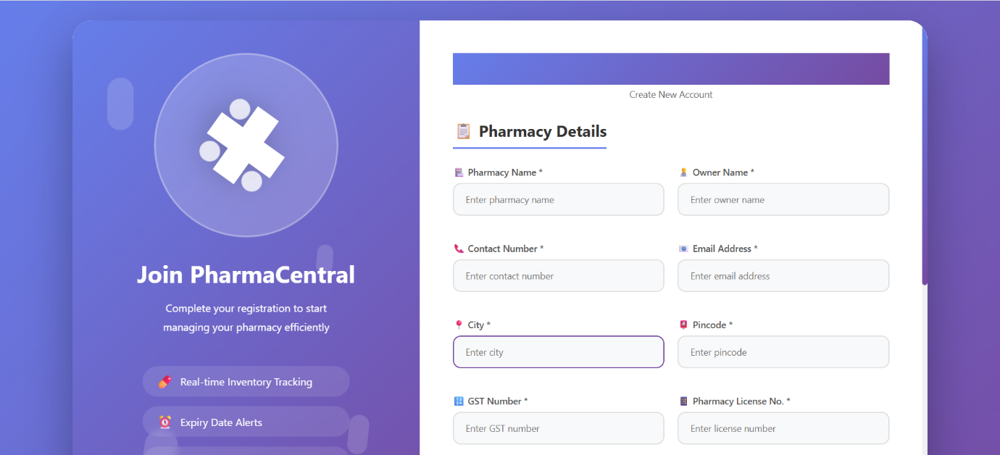 Create New Account
Pharmacy Details
Pharmacy Name *
Owner Name *
Enter pharmacy name
Enter owner name
Contact Number *
Email Address *
Enter contact number
Enter email address
City *
Pincode *
Enter city
Enter pincode
GST Number *
Pharmacy License No. *
Enter GST number
Enter license number
Join PharmaCentral
Complete your registration to start
managing your pharmacy efficiently
Real-time Inventory Tracking
Expiry Date Alerts